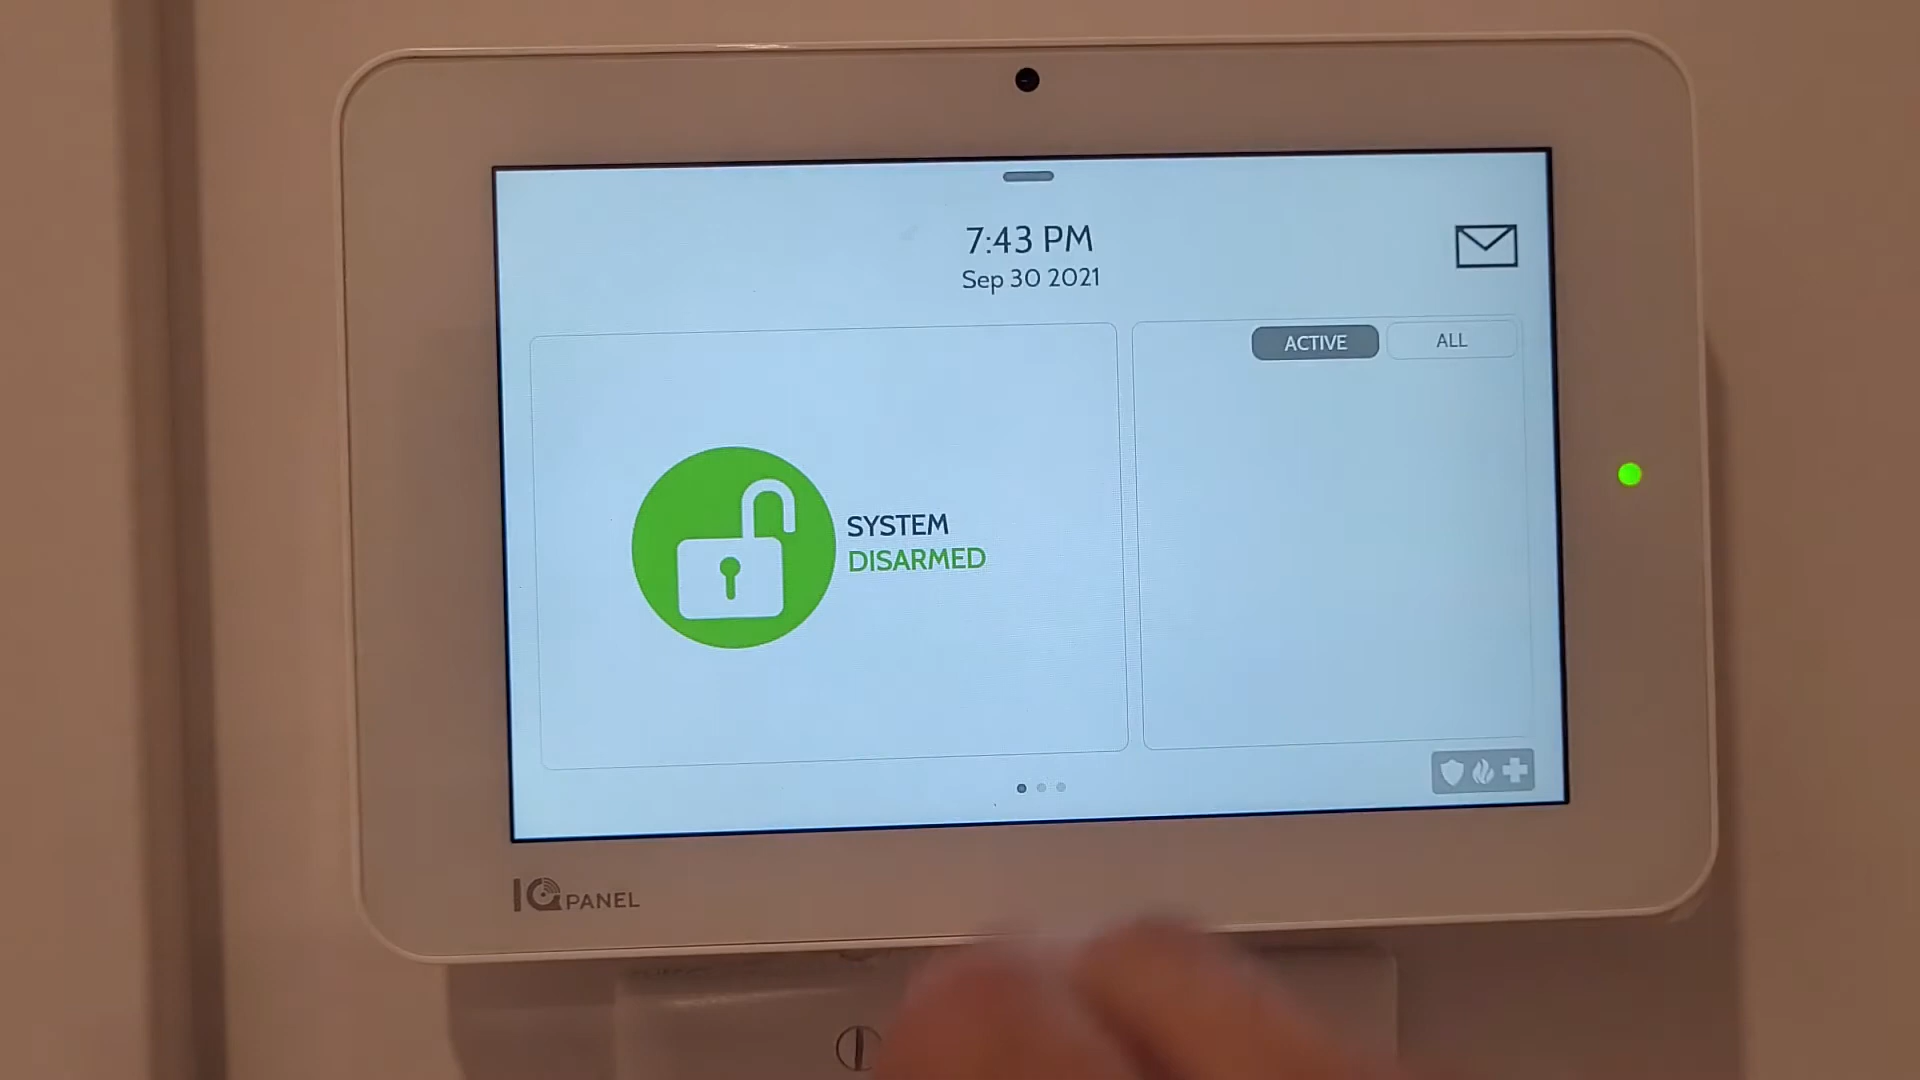 7:43 PM
Sep 30 2021
ACTIVE
ALL
SYSTEM
DISARMED
IQ PANEL